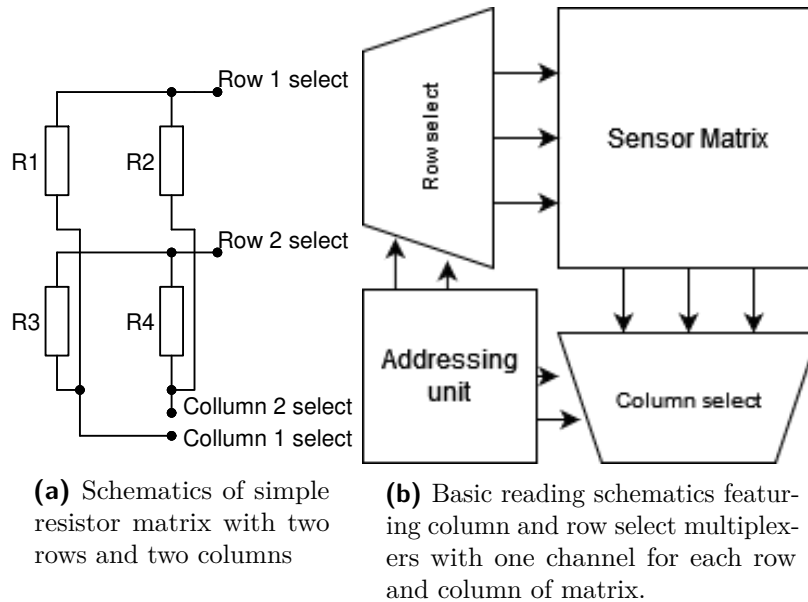 Row 1 select
R1
R2
Row 2 select
R3
R4
Collumn 2 select
Collumn 1 select
(a) Schematics of simple
resistor matrix with two
rows and two columns
Row select
Sensor Matrix
Addressing
unit
Column select
(b) Basic reading schematics featur-
ing column and row select multiplex-
ers with one channel for each row
and column of matrix.